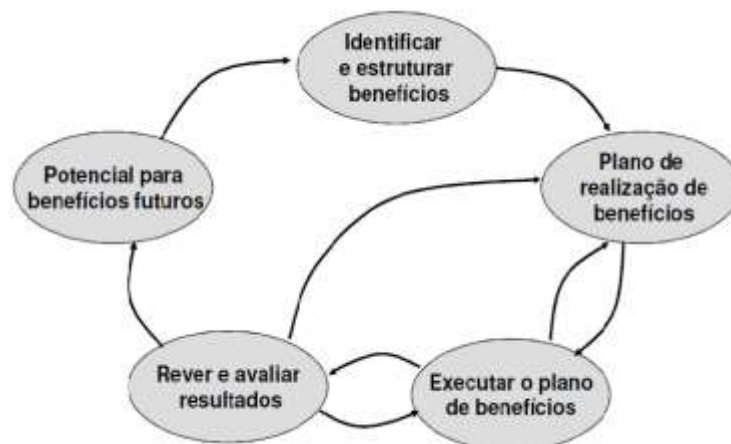 Identificar
e estruturar
benefícios
Plano de
realização de
benefícios
Potencial para
benefícios futuros
Rever e avaliar
resultados
Executar o plano
de benefícios